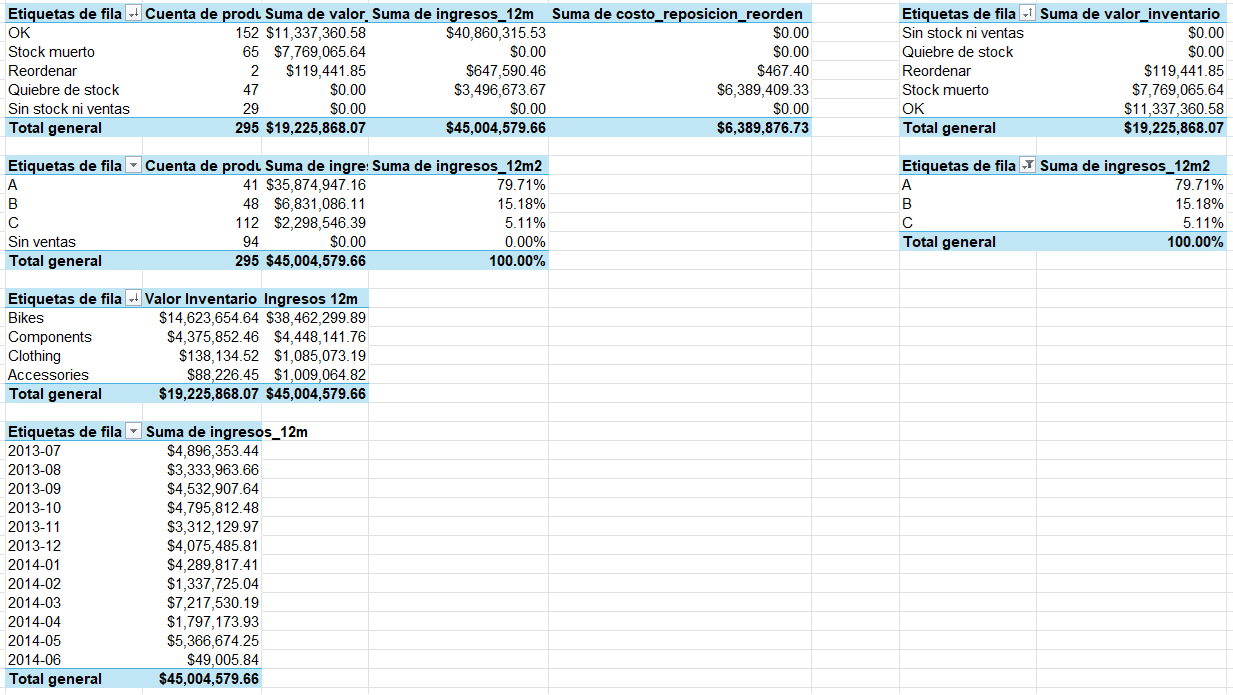 Etiquetas de fila Cuenta de produ Suma de valor_ Suma de ingresos_12m Suma de costo_reposicion_reorden
OK 152 $11,337,360.58 $40,860,315.53 $0.00
Stock muerto 65 $7,769,065.64 $0.00 $0.00
Reordenar 2 $119,441.85 $647,590.46 $467.40
Quiebre de stock 47 $0.00 $3,496,673.67 $6,389,409.33
Sin stock ni ventas 29 $0.00 $0.00 $0.00
Total general 295 $19,225,868.07 $45,004,579.66 $6,389,876.73
Etiquetas de fila Suma de valor_inventario
Sin stock ni ventas $0.00
Quiebre de stock $0.00
Reordenar $119,441.85
Stock muerto $7,769,065.64
OK $11,337,360.58
Total general $19,225,868.07
Etiquetas de fila Cuenta de produ Suma de ingre Suma de ingresos_12m2
A 41 $35,874,947.16 79.71%
B 48 $6,831,086.11 15.18%
C 112 $2,298,546.39 5.11%
Sin ventas 94 $0.00 0.00%
Total general 295 $45,004,579.66 100.00%
Etiquetas de fila Suma de ingresos_12m2
A 79.71%
B 15.18%
C 5.11%
Total general 100.00%
Etiquetas de fila Valor Inventario Ingresos 12m
Bikes $14,623,654.64 $38,462,299.89
Components $4,375,852.46 $4,448,141.76
Clothing $138,134.52 $1,085,073.19
Accessories $88,226.45 $1,009,064.82
Total general $19,225,868.07 $45,004,579.66
Etiquetas de fila Suma de ingresos_12m
2013-07 $4,896,353.44
2013-08 $3,333,963.66
2013-09 $4,532,907.64
2013-10 $4,795,812.48
2013-11 $3,312,129.97
2013-12 $4,075,485.81
2014-01 $4,289,817.41
2014-02 $1,337,725.04
2014-03 $7,217,530.19
2014-04 $1,797,173.93
2014-05 $5,366,674.25
2014-06 $49,005.84
Total general $45,004,579.66